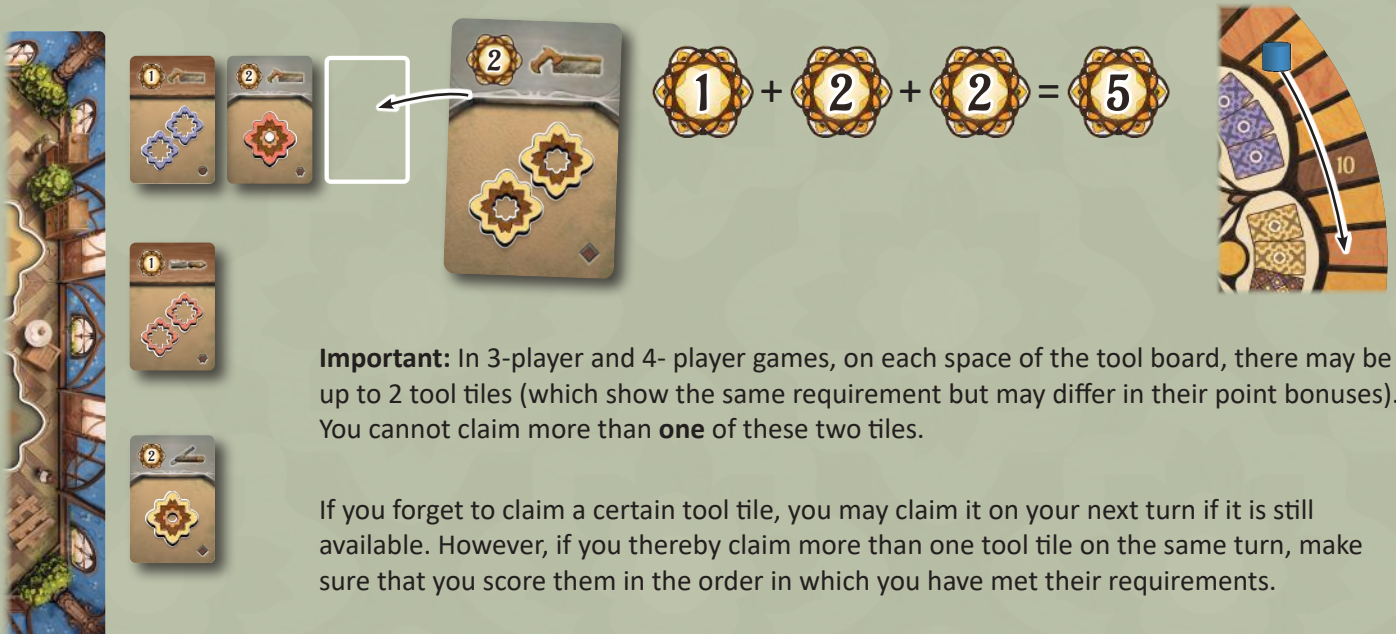 1 2 2
1 + 2 + 2 = 5
10
1
2
Important: In 3-player and 4- player games, on each space of the tool board, there may be
up to 2 tool tiles (which show the same requirement but may differ in their point bonuses).
You cannot claim more than one of these two tiles.
If you forget to claim a certain tool tile, you may claim it on your next turn if it is still
available. However, if you thereby claim more than one tool tile on the same turn, make
sure that you score them in the order in which you have met their requirements.